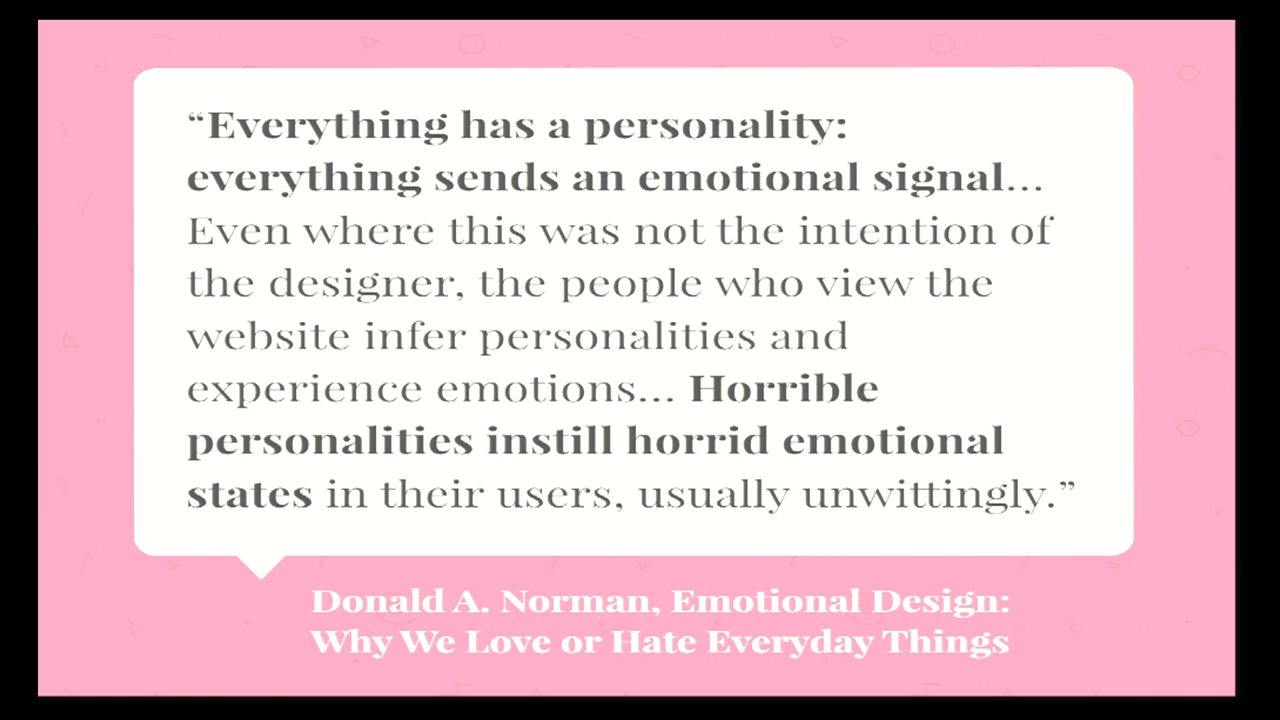 “Everything has a personality:
everything sends an emotional signal...
Even where this was not the intention of
the designer, the people who view the
website infer personalities and
experience emotions... Horrible
personalities instill horrid emotional
states in their users, usually unwittingly.”
Donald A. Norman, Emotional Design:
Why We Love or Hate Everyday Things